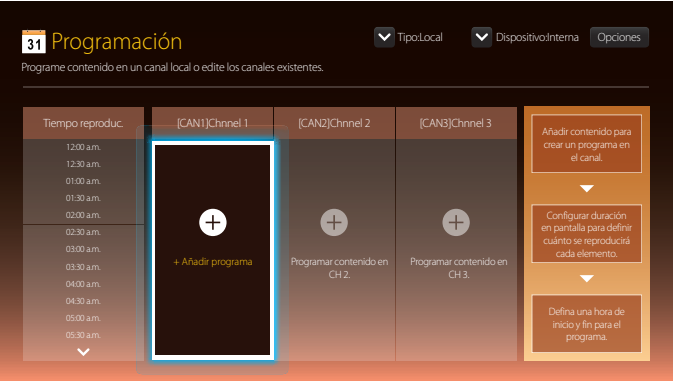 31 Programación
Tipo:Local
Dispositivo:Interna
Opciones
Programe contenido en un canal local o edite los canales existentes.
Tiempo reproduc.
[CAN1]Chnnel 1
[CAN2]Chnnel 2
[CAN3]Chnnel 3
12:00 a.m.
12:30 a.m.
01:00 a.m.
01:30 a.m.
02:00 a.m.
02:30 a.m.
03:00 a.m.
03:30 a.m.
04:00 a.m.
04:30 a.m.
05:00 a.m.
05:30 a.m.
+ Añadir programa
Programar contenido en
CH 2.
Programar contenido en
CH 3.
Añadir contenido para
crear un programa en
el canal.
Configurar duración
en pantalla para definir
cuánto se reproducirá
cada elemento.
Defina una hora de
inicio y fin para el
programa.